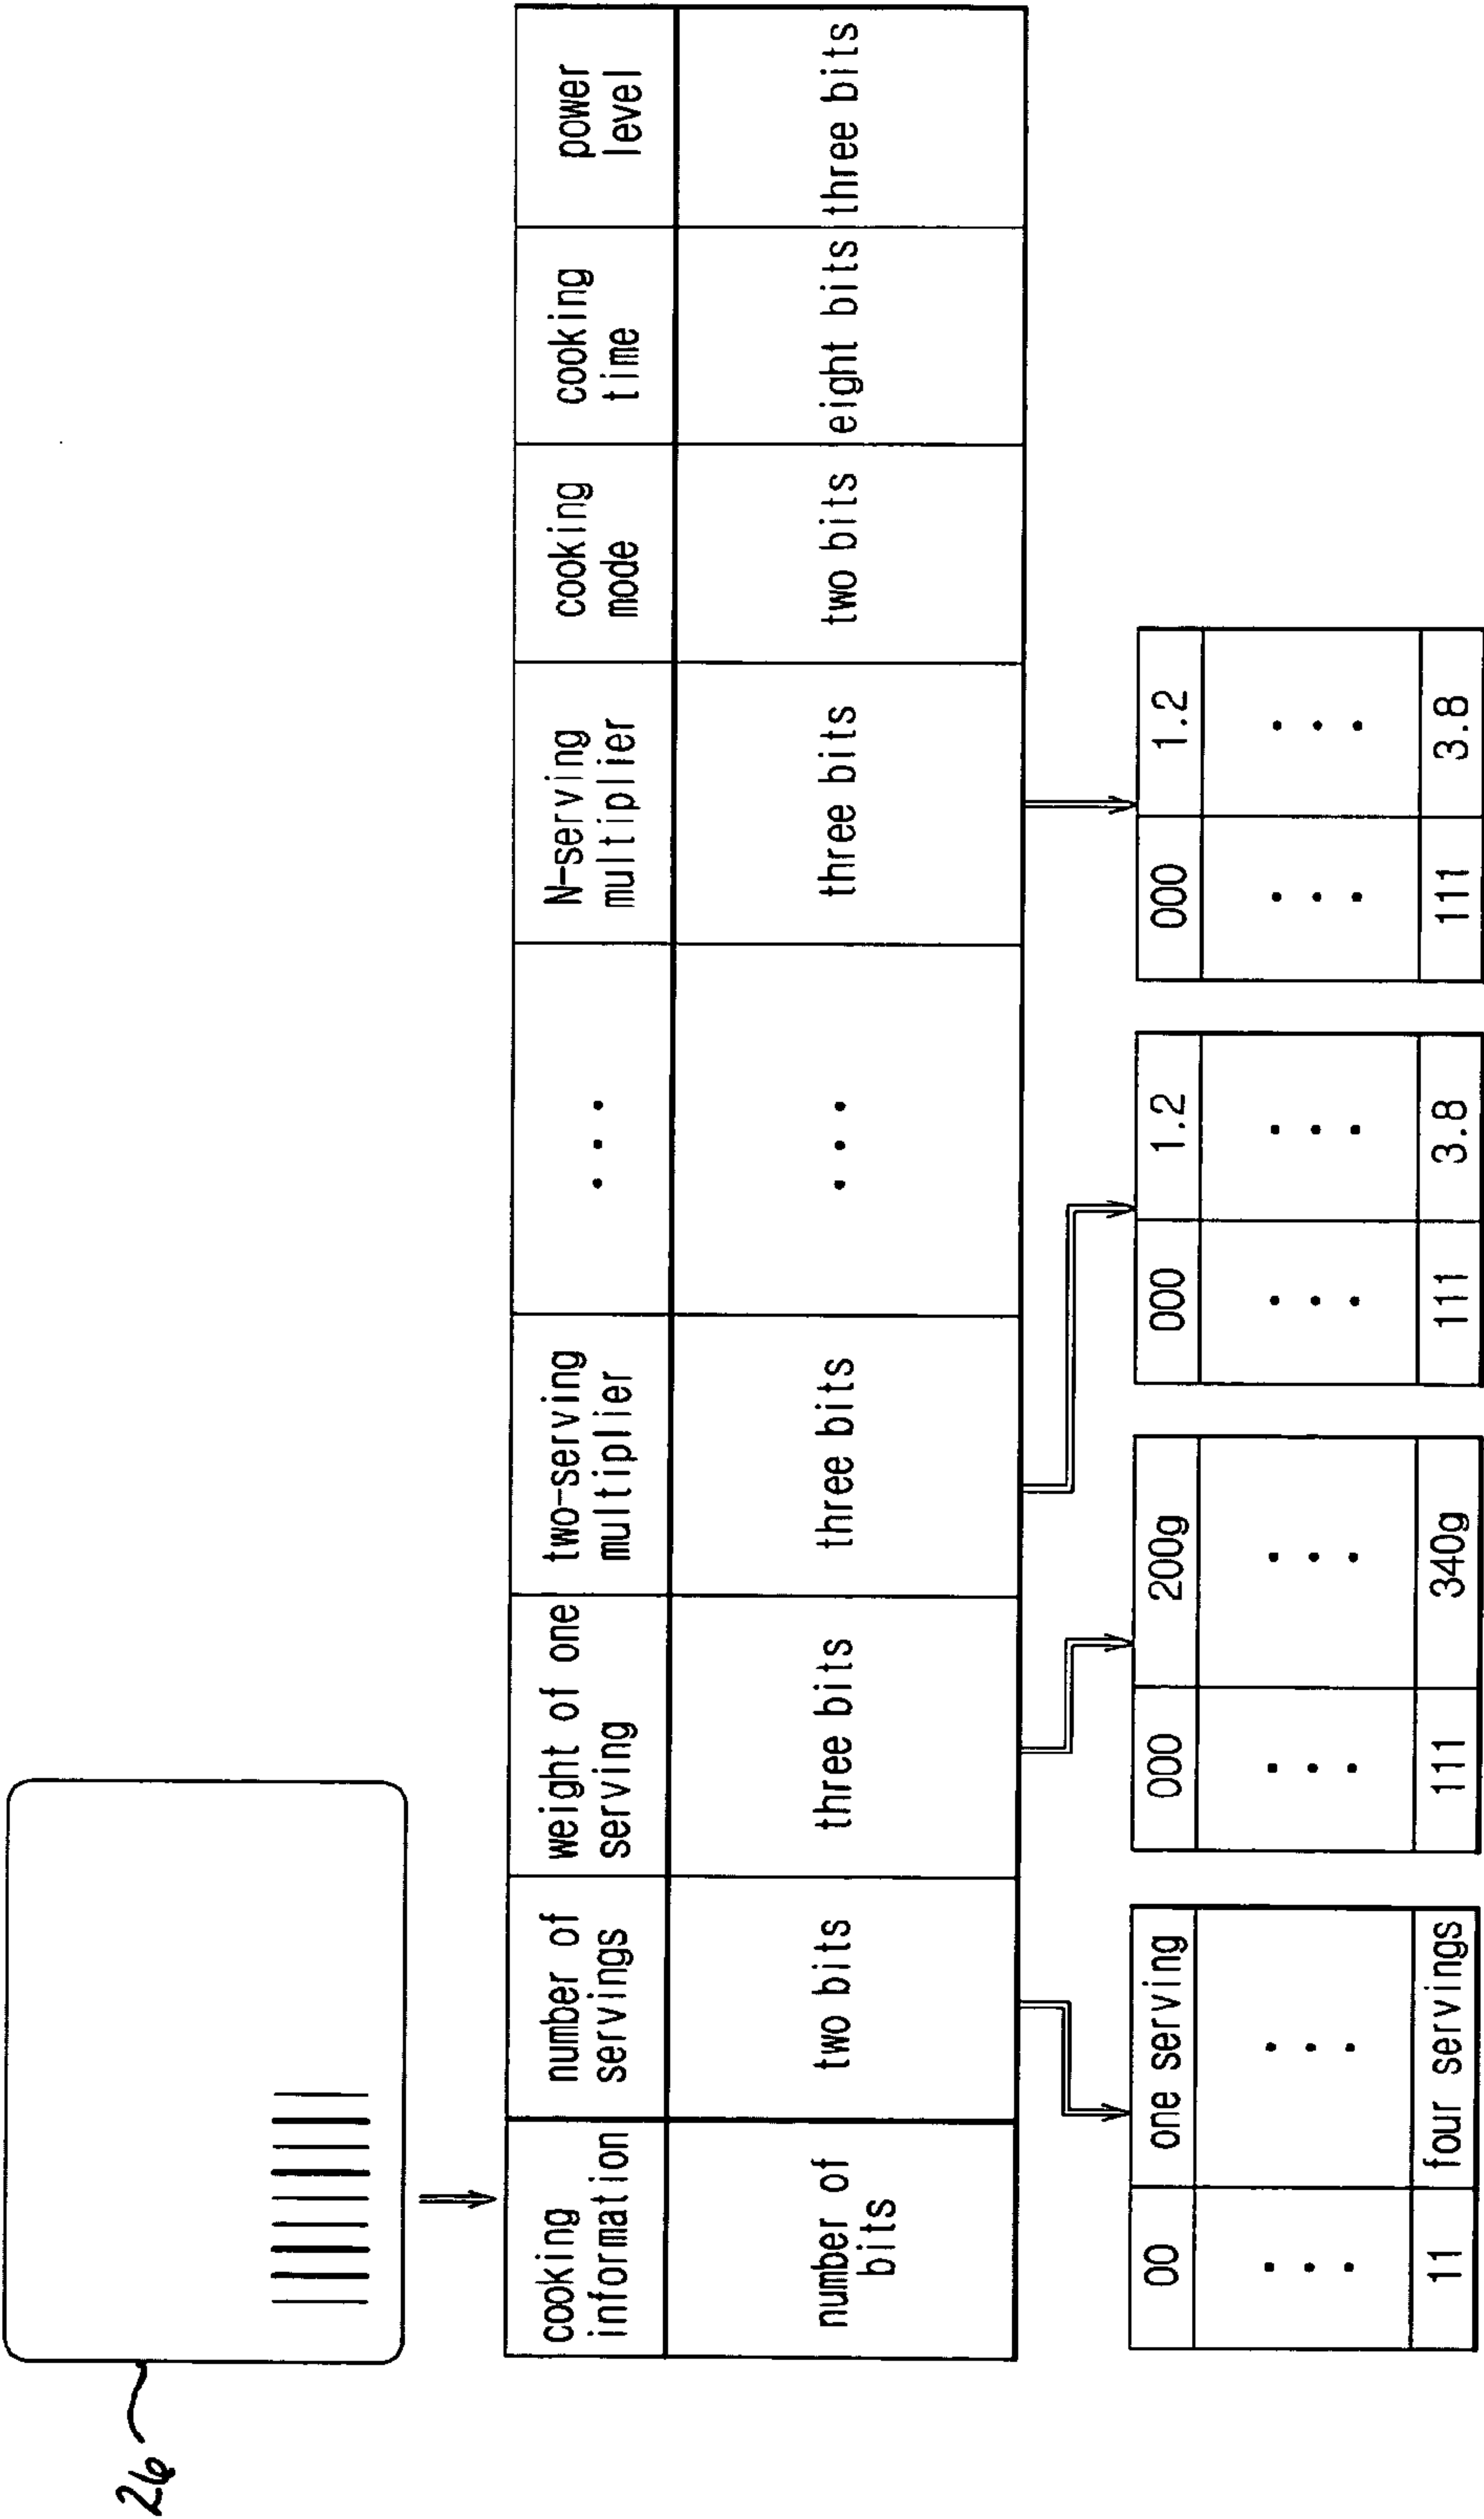 26
cooking
information
number of
servings
weight of one
serving
two-serving
multiplier
. . .
N-serving
multiplier
cooking
mode
cooking
time
power
level
number of
bits
two bits
three bits
three bits
. . .
three bits
two bits
eight bits
three bits
00
one serving
. . .
. . .
11
four servings
000
200g
. . .
. . .
111
340g
000
1.2
. . .
. . .
111
3.8
000
1.2
. . .
. . .
111
3.8